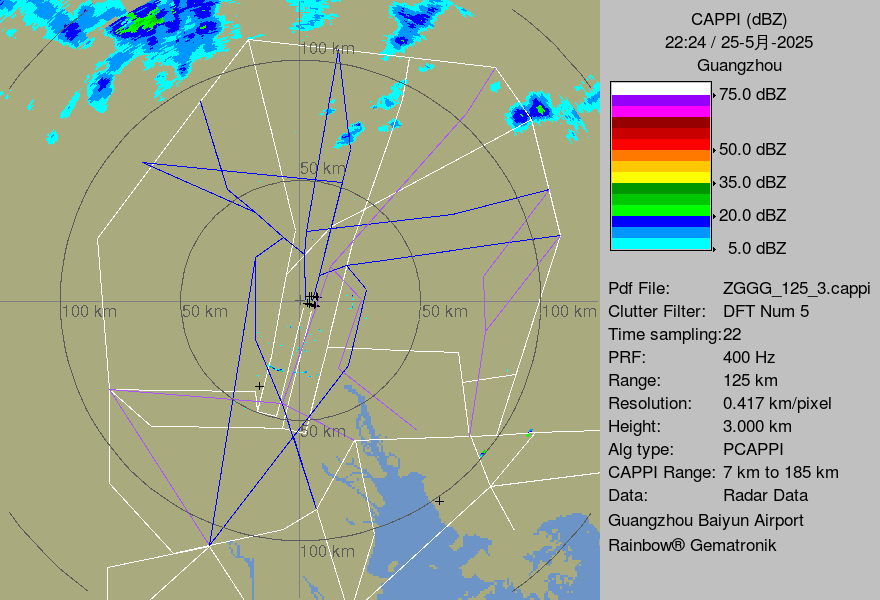 CAPPI (dBZ)
22:24 / 25-5月-2025
Guangzhou
75.0 dBZ
50.0 dBZ
35.0 dBZ
20.0 dBZ
5.0 dBZ
100 km
50 km
100 km
50 km
50 km
100 km
50 km
100 km
Pdf File: ZGGG_125_3.cappi
Clutter Filter: DFT Num 5
Time sampling:22
PRF: 400 Hz
Range: 125 km
Resolution: 0.417 km/pixel
Height: 3.000 km
Alg type: PCAPPI
CAPPI Range: 7 km to 185 km
Data: Radar Data
Guangzhou Baiyun Airport
Rainbow® Gematronik